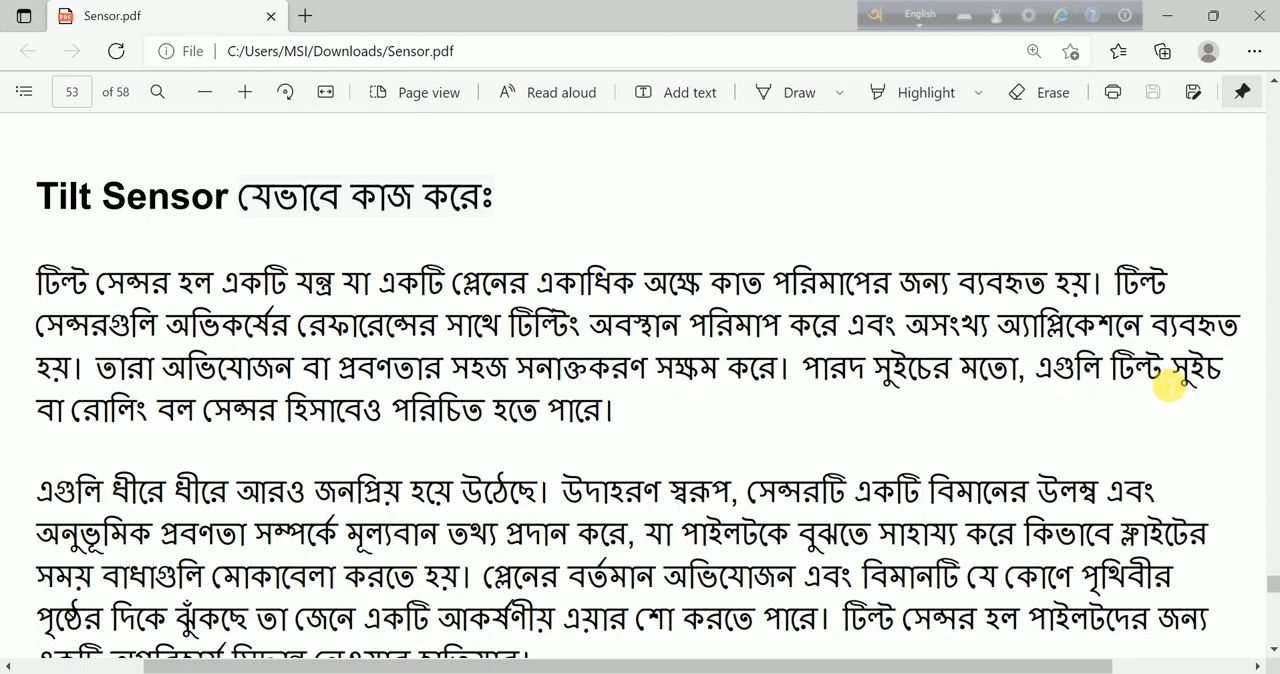 Sensor.pdf
English
File
C:/Users/MSI/Downloads/Sensor.pdf
53 of 58
Page view
Read aloud
Add text
Draw
Highlight
Erase
Tilt Sensor যেভাবে কাজ করেঃ
টিল্ট সেন্সর হল একটি যন্ত্র যা একটি প্লেনের একাধিক অক্ষে কাত পরিমাপের জন্য ব্যবহৃত হয়। টিল্ট
সেন্সরগুলি অভিকর্ষের রেফারেন্সের সাথে টিল্টিং অবস্থান পরিমাপ করে এবং অসংখ্য অ্যাপ্লিকেশনে ব্যবহৃত
হয়। তারা অভিযোজন বা প্রবণতার সহজ সনাক্তকরণ সক্ষম করে। পারদ সুইচের মতো, এগুলি টিল্ট সুইচ
বা রোলিং বল সেন্সর হিসাবেও পরিচিত হতে পারে।
এগুলি ধীরে ধীরে আরও জনপ্রিয় হয়ে উঠেছে। উদাহরণ স্বরূপ, সেন্সরটি একটি বিমানের উলম্ব এবং
অনুভূমিক প্রবণতা সম্পর্কে মূল্যবান তথ্য প্রদান করে, যা পাইলটকে বুঝতে সাহায্য করে কিভাবে ফ্লাইটের
সময় বাধাগুলি মোকাবেলা করতে হয়। প্লেনের বর্তমান অভিযোজন এবং বিমানটি যে কোণে পৃথিবীর
পৃষ্ঠের দিকে ঝুঁকছে তা জেনে একটি আকর্ষণীয় এয়ার শো করতে পারে। টিল্ট সেন্সর হল পাইলটদের জন্য
একটি অপরিহার্য সিদ্ধান্ত নেওয়ার হাতিয়ার।